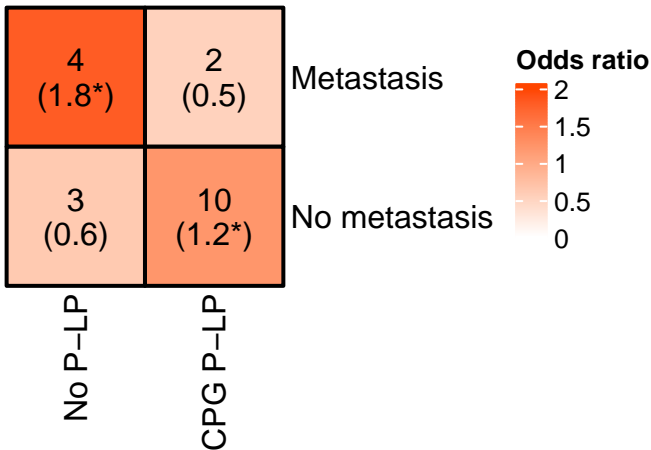 4
(1.8*)
2
(0.5)
Metastasis
3
(0.6)
10
(1.2*)
No metastasis
No P–LP
CPG P–LP
Odds ratio
2
1.5
1
0.5
0